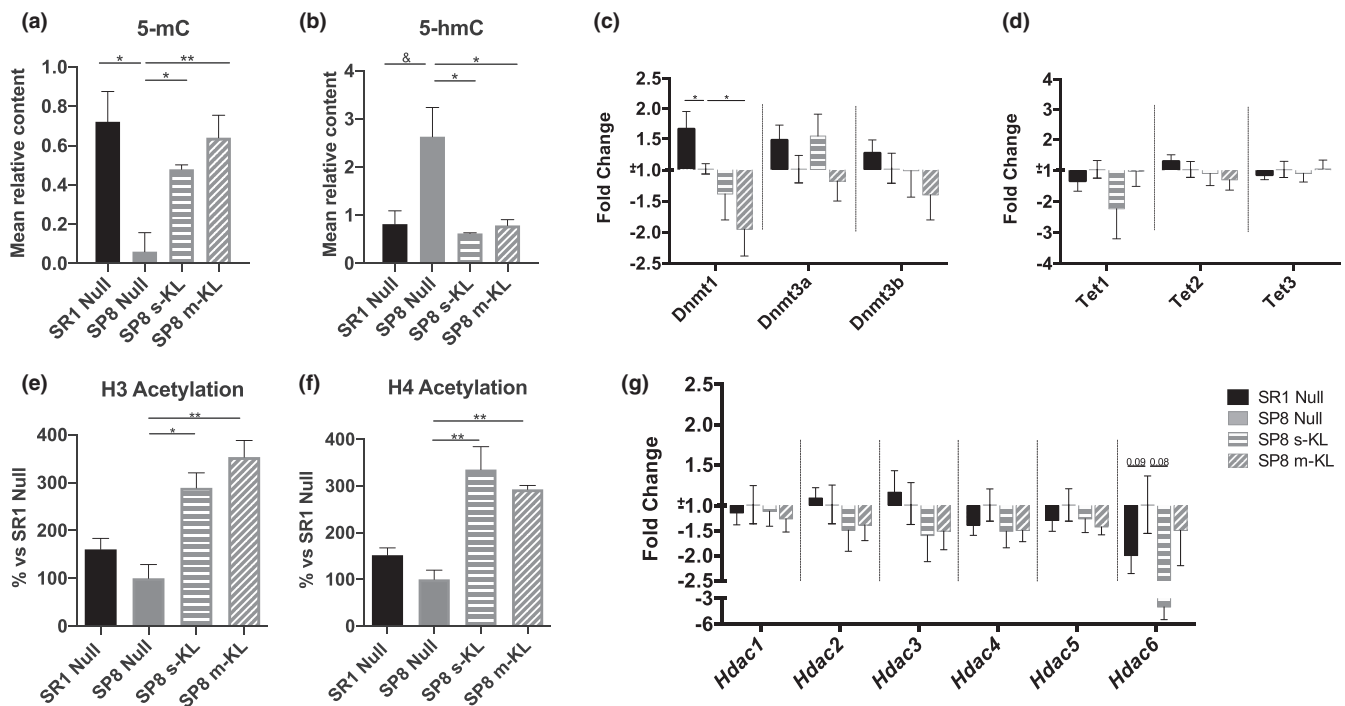 (a)
5-mC
Mean relative content
1.0
0.8
0.6
0.4
0.2
0.0
*
**
*
SR1 Null
SP8 Null
SP8 s-KL
SP8 m-KL
(b)
5-hmC
Mean relative content
4
3
2
1
0
&
*
*
SR1 Null
SP8 Null
SP8 s-KL
SP8 m-KL
(c)
Fold Change
2.5
2.0
1.5
±1.0
-1.5
-2.0
-2.5
*
*
Dnmt1
Dnmt3a
Dnmt3b
(d)
Fold Change
4
3
2
±1
-2
-3
-4
Tet1
Tet2
Tet3
(e)
H3 Acetylation
% vs SR1 Null
400
300
200
100
0
**
*
SR1 Null
SP8 Null
SP8 s-KL
SP8 m-KL
(f)
H4 Acetylation
% vs SR1 Null
400
300
200
100
0
**
**
SR1 Null
SP8 Null
SP8 s-KL
SP8 m-KL
(g)
Fold Change
2.5
2.0
1.5
±1.0
-1.5
-2.0
-2.5
-3
-6
0.09 0.08
Hdac1
Hdac2
Hdac3
Hdac4
Hdac5
Hdac6
SR1 Null
SP8 Null
SP8 s-KL
SP8 m-KL